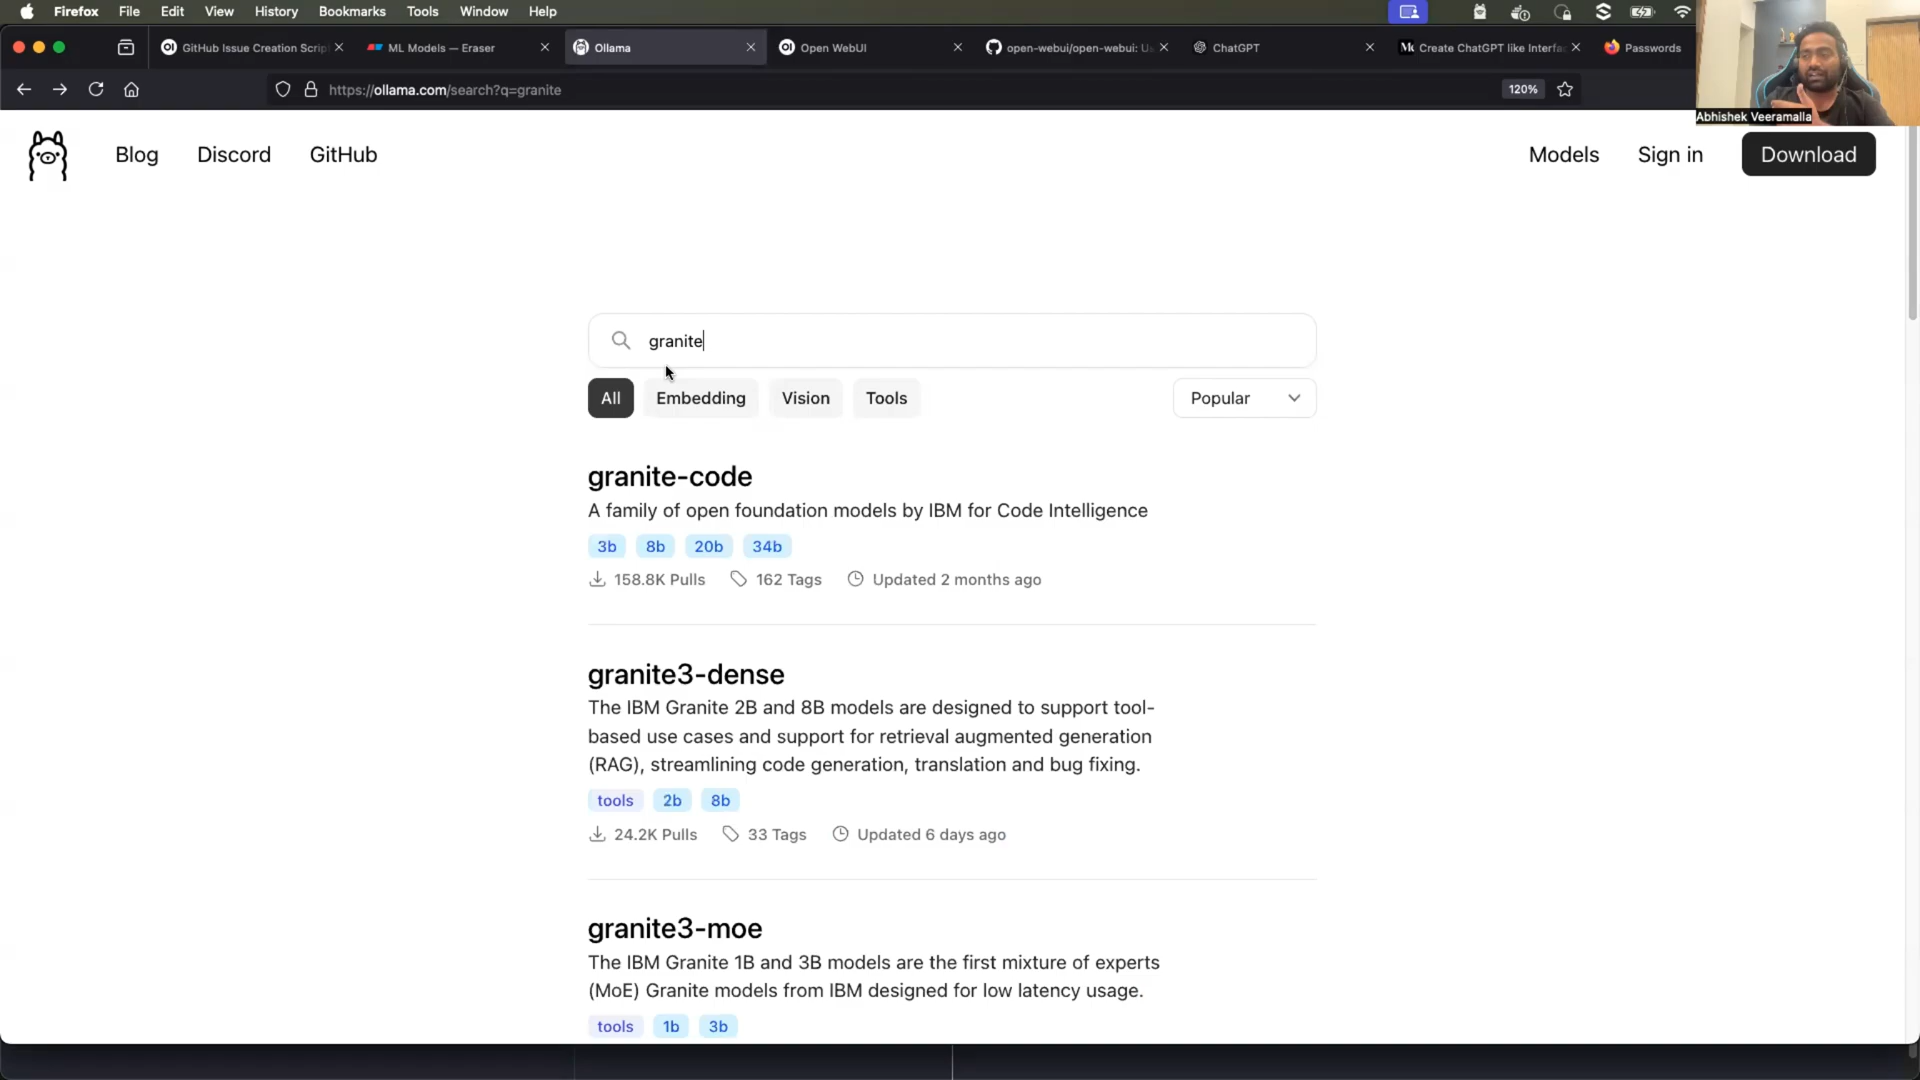 Firefox File Edit View History Bookmarks Tools Window Help
GitHub Issue Creation Scrip ML Models — Eraser Ollama Open WebUI open-webui/open-webui: Us ChatGPT Create ChatGPT like Interfac Passwords
https://ollama.com/search?q=granite 120%
Abhishek Veeramalla
Blog Discord GitHub Models Sign in Download
granite
All Embedding Vision Tools Popular
granite-code
A family of open foundation models by IBM for Code Intelligence
3b 8b 20b 34b
158.8K Pulls 162 Tags Updated 2 months ago
granite3-dense
The IBM Granite 2B and 8B models are designed to support tool-
based use cases and support for retrieval augmented generation
(RAG), streamlining code generation, translation and bug fixing.
tools 2b 8b
24.2K Pulls 33 Tags Updated 6 days ago
granite3-moe
The IBM Granite 1B and 3B models are the first mixture of experts
(MoE) Granite models from IBM designed for low latency usage.
tools 1b 3b